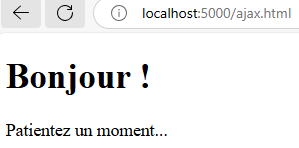 localhost:5000/ajax.html
Bonjour !
Patientez un moment...